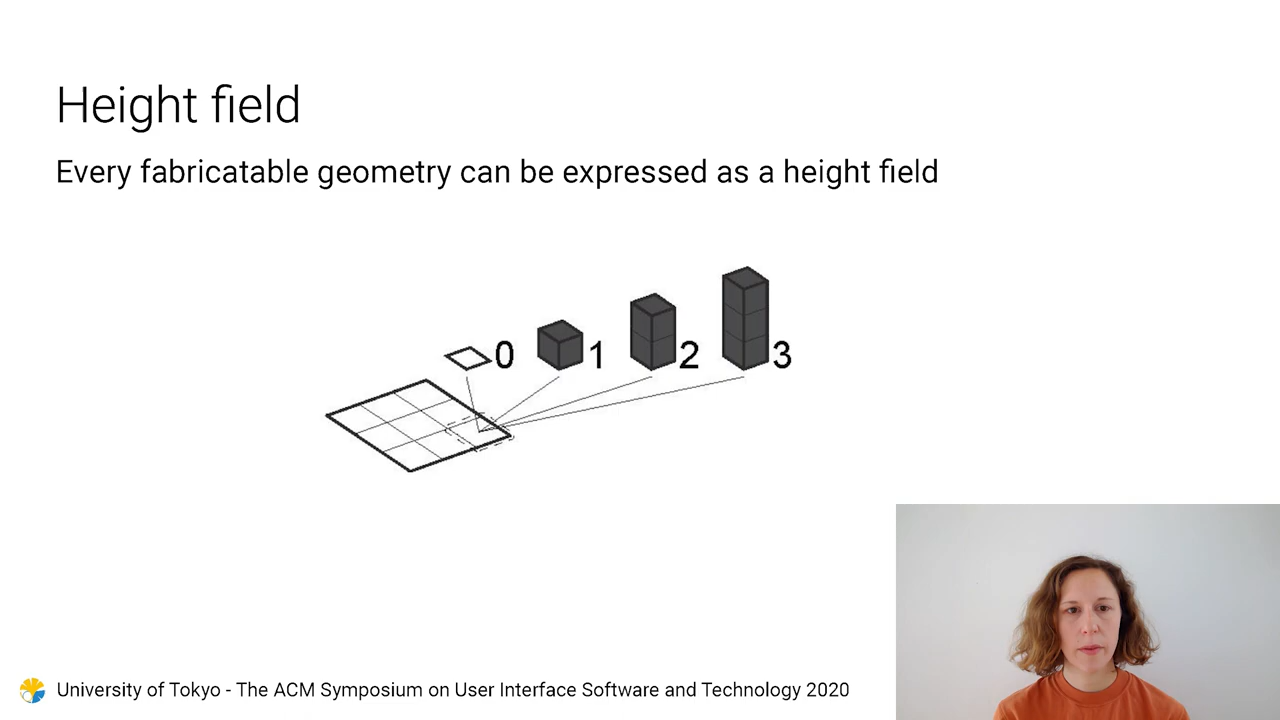 Height field
Every fabricatable geometry can be expressed as a height field
0 1 2 3
University of Tokyo - The ACM Symposium on User Interface Software and Technology 2020